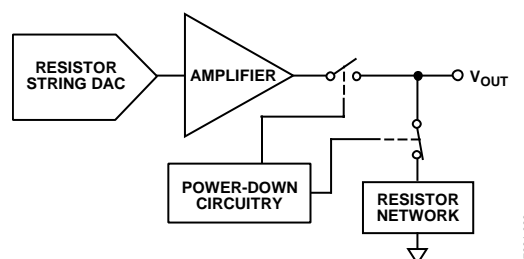 RESISTOR
STRING DAC
AMPLIFIER
VOUT
POWER-DOWN
CIRCUITRY
RESISTOR
NETWORK